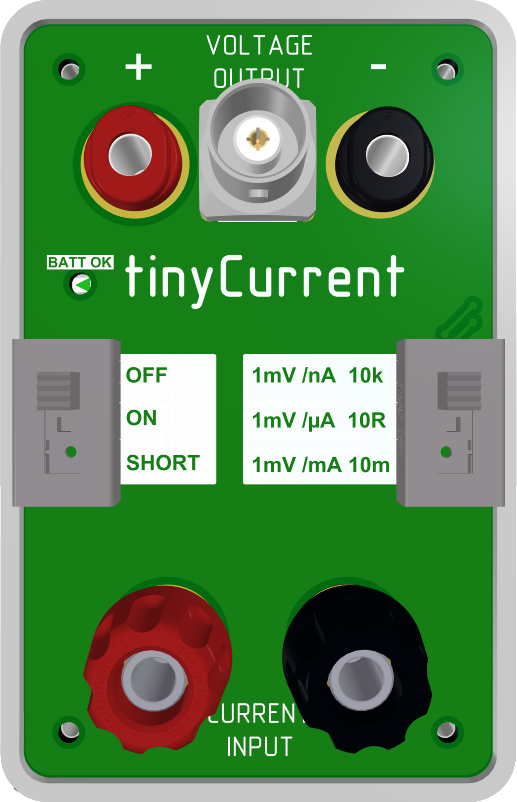 VOLTAGE
OUTPUT
+ -
BATT OK
tinyCurrent
OFF
ON
SHORT
1mV /nA 10k
1mV /µA 10R
1mV /mA 10m
CURRENT
INPUT